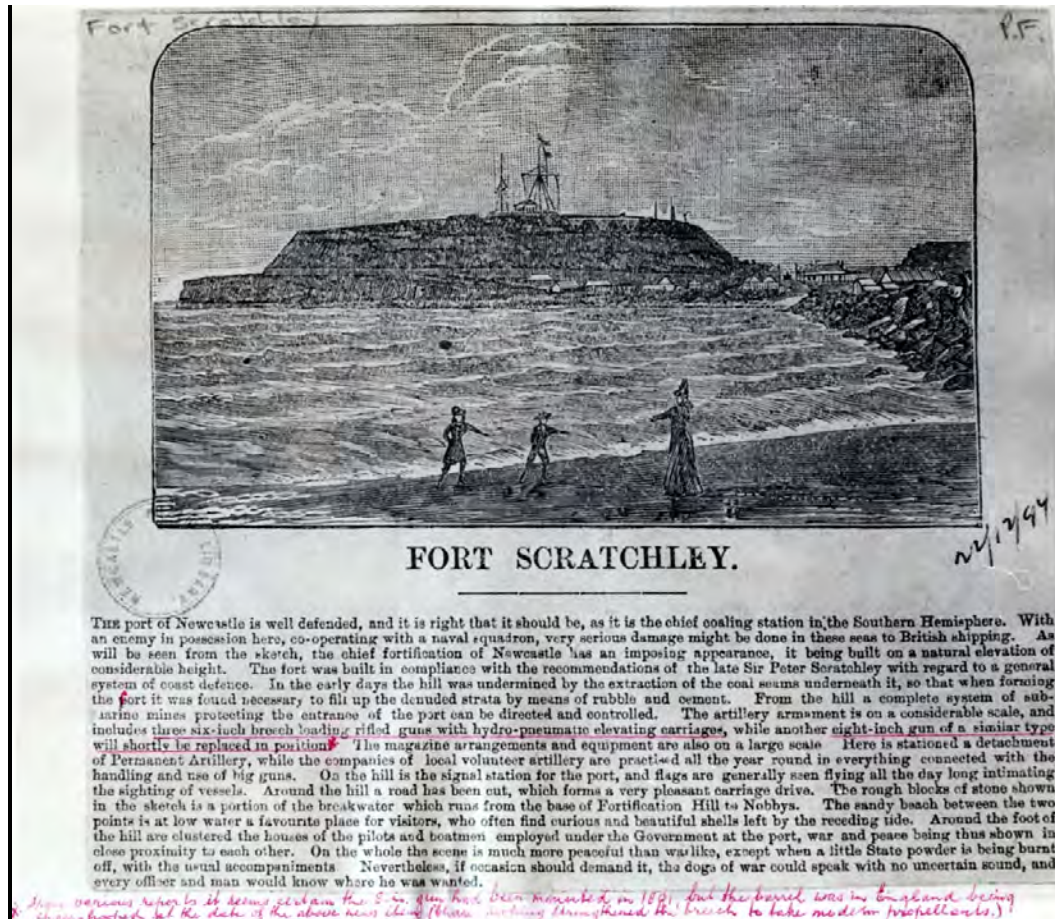 Fort Scratchley
P.F.
22/12/94
NEWCASTLE LIBRARY
FORT SCRATCHLEY.
THE port of Newcastle is well defended, and it is right that it should be, as it is the chief coaling station in the Southern Hemisphere. With
an enemy in possession here, co-operating with a naval squadron, very serious damage might be done in these seas to British shipping. As
will be seen from the sketch, the chief fortification of Newcastle has an imposing appearance, it being built on a natural elevation of
considerable height. The fort was built in compliance with the recommendations of the late Sir Peter Scratchley with regard to a general
system of coast defence. In the early days the hill was undermined by the extraction of the coal seams underneath it, so that when forming
the fort it was found necessary to fill up the denuded strata by means of rubble and cement. From the hill a complete system of sub-
marine mines protecting the entrance of the port can be directed and controlled. The artillery armament is on a considerable scale, and
includes three six-inch breech loading rifled guns with hydro-pneumatic elevating carriages, while another eight-inch gun of a similar type
will shortly be replaced in position. The magazine arrangements and equipment are also on a large scale Here is stationed a detachment
of Permanent Artillery, while the companies of local volunteer artillery are practised all the year round in everything connected with the
handling and use of big guns. On the hill is the signal station for the port, and flags are generally seen flying all the day long intimating
the sighting of vessels. Around the hill a road has been cut, which forms a very pleasant carriage drive. The rough blocks of stone shown
in the sketch is a portion of the breakwater which runs from the base of Fortification Hill to Nobbys. The sandy beach between the two
points is at low water a favourite place for visitors, who often find curious and beautiful shells left by the receding tide. Around the foot of
the hill are clustered the houses of the pilots and boatmen employed under the Government at the port, war and peace being thus shown in
close proximity to each other. On the whole the scene is much more peaceful than warlike, except when a little State powder is being burnt
off, with the usual accompaniments Nevertheless, if occasion should demand it, the dogs of war could speak with no uncertain sound, and
every officer and man would know where he was wanted.
From various reports it seems certain the 8-in. gun had been mounted in 1891, but the barrel was in England being
at the date of the above news item strengthened the breech to take modern propellant.)